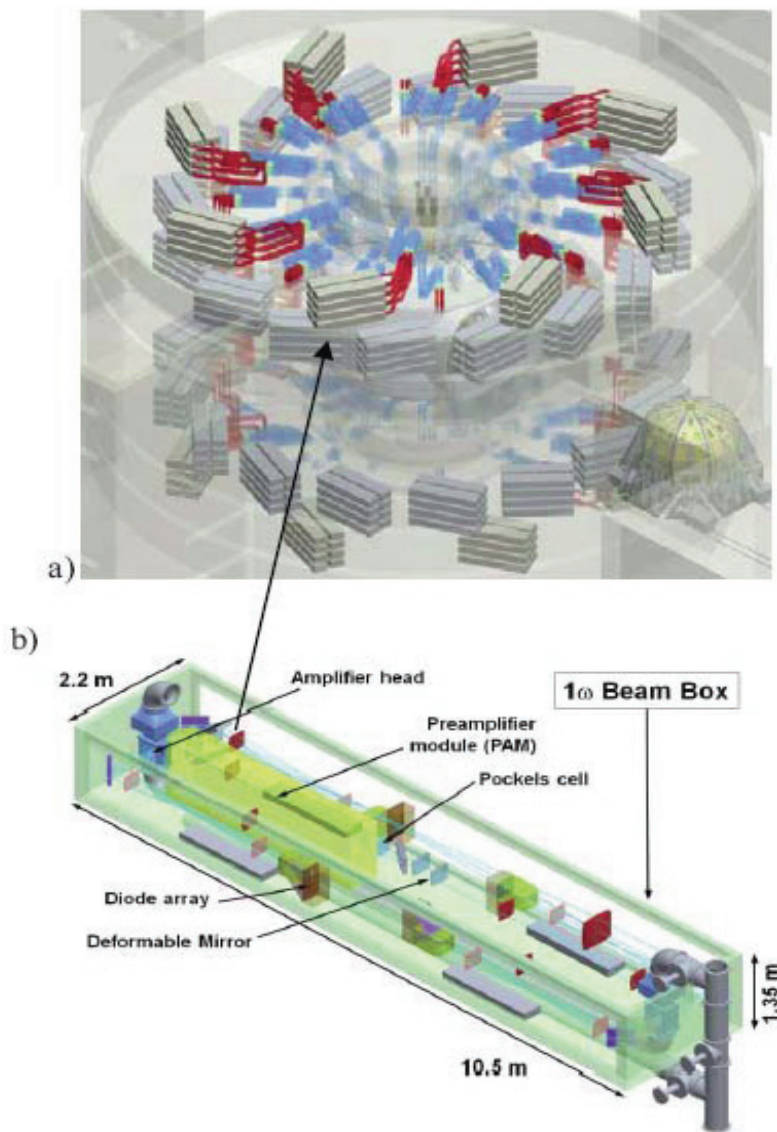 a)
b)
2.2 m
Amplifier head
1ω Beam Box
Preamplifier
module (PAM)
Pockels cell
Diode array
Deformable Mirror
1.35 m
10.5 m